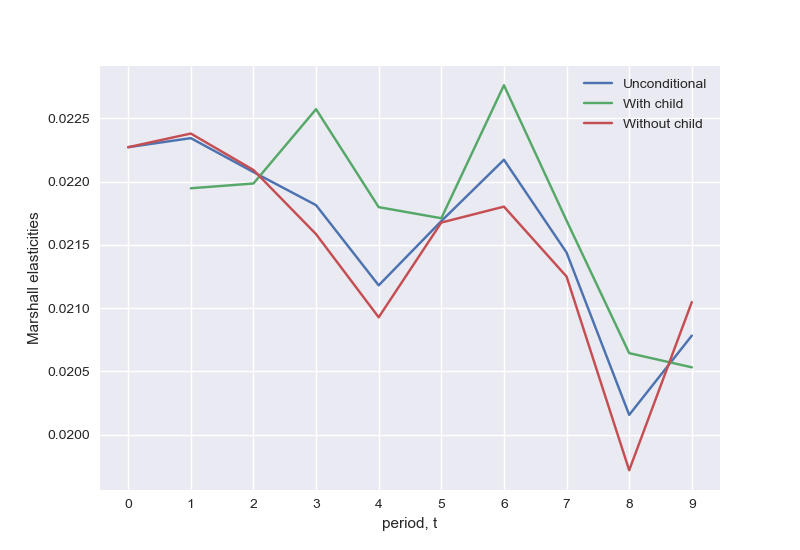 Unconditional
With child
Without child
Marshall elasticities
0.0225
0.0220
0.0215
0.0210
0.0205
0.0200
0 1 2 3 4 5 6 7 8 9
period, t